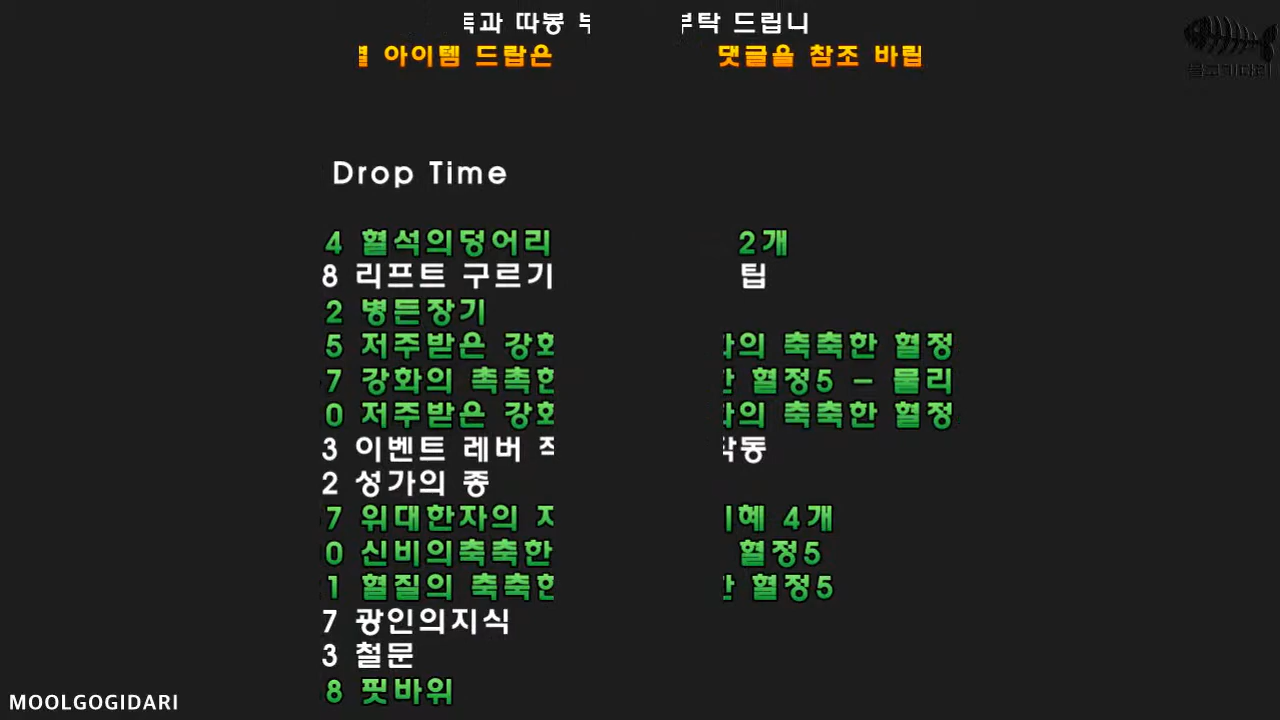 과 따봉 탁 드립니
아이템 드랍은 댓글을 참조 바랍
물고기다리
Drop Time
4 혈석의덩어리 2개
8 리프트 구르기 팁
2 병든장기
5 저주받은 강화 의 축축한 혈정
7 강화의 촉촉한 혈정5 - 물리
0 저주받은 강화 의 축축한 혈정
3 이벤트 레버 작동
2 성가의 종
7 위대한자의 지혜 4개
0 신비의축축한 혈정5
1 혈질의 축축한 혈정5
7 광인의지식
3 철문
8 핏바위
MOOLGOGIDARI